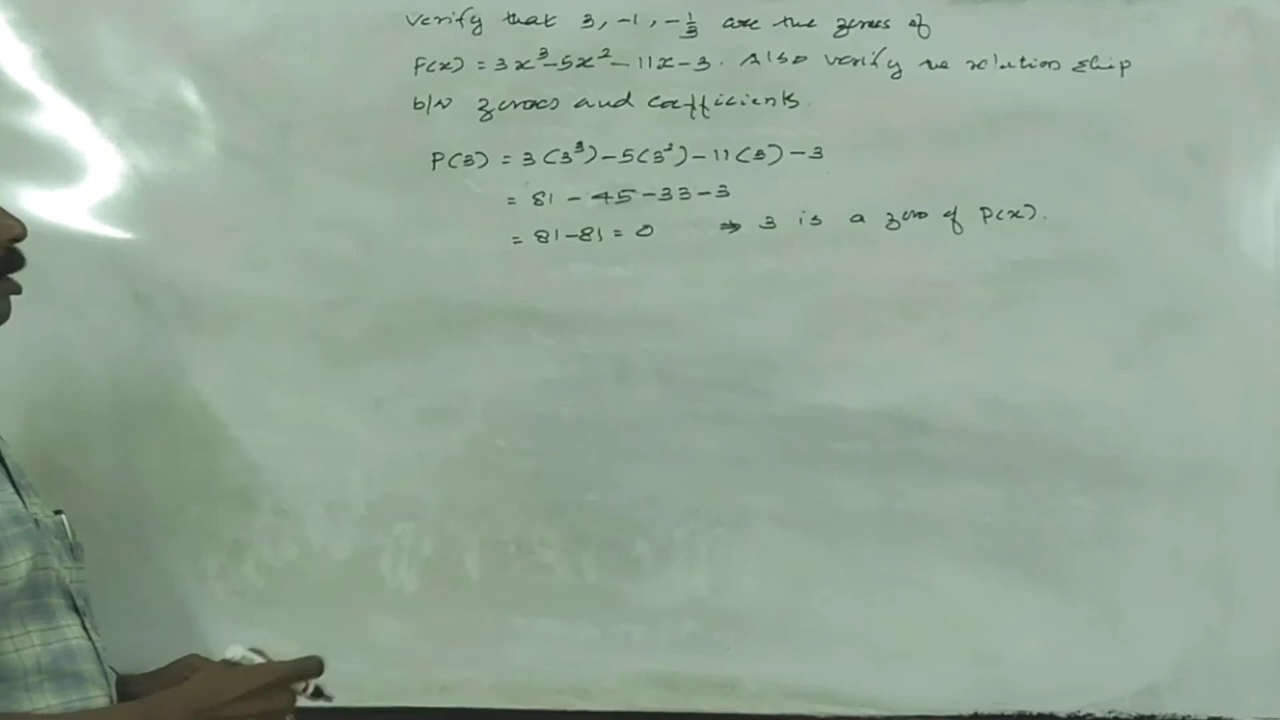 Verify that 3, -1, -1/3 are the zeroes of
P(x) = 3x³-5x²-11x-3. Also verify the relationship
b/w zeroes and coefficients.
P(3) = 3(3³)-5(3²)-11(3)-3
= 81-45-33-3
= 81-81=0 ⇒ 3 is a zero of P(x).